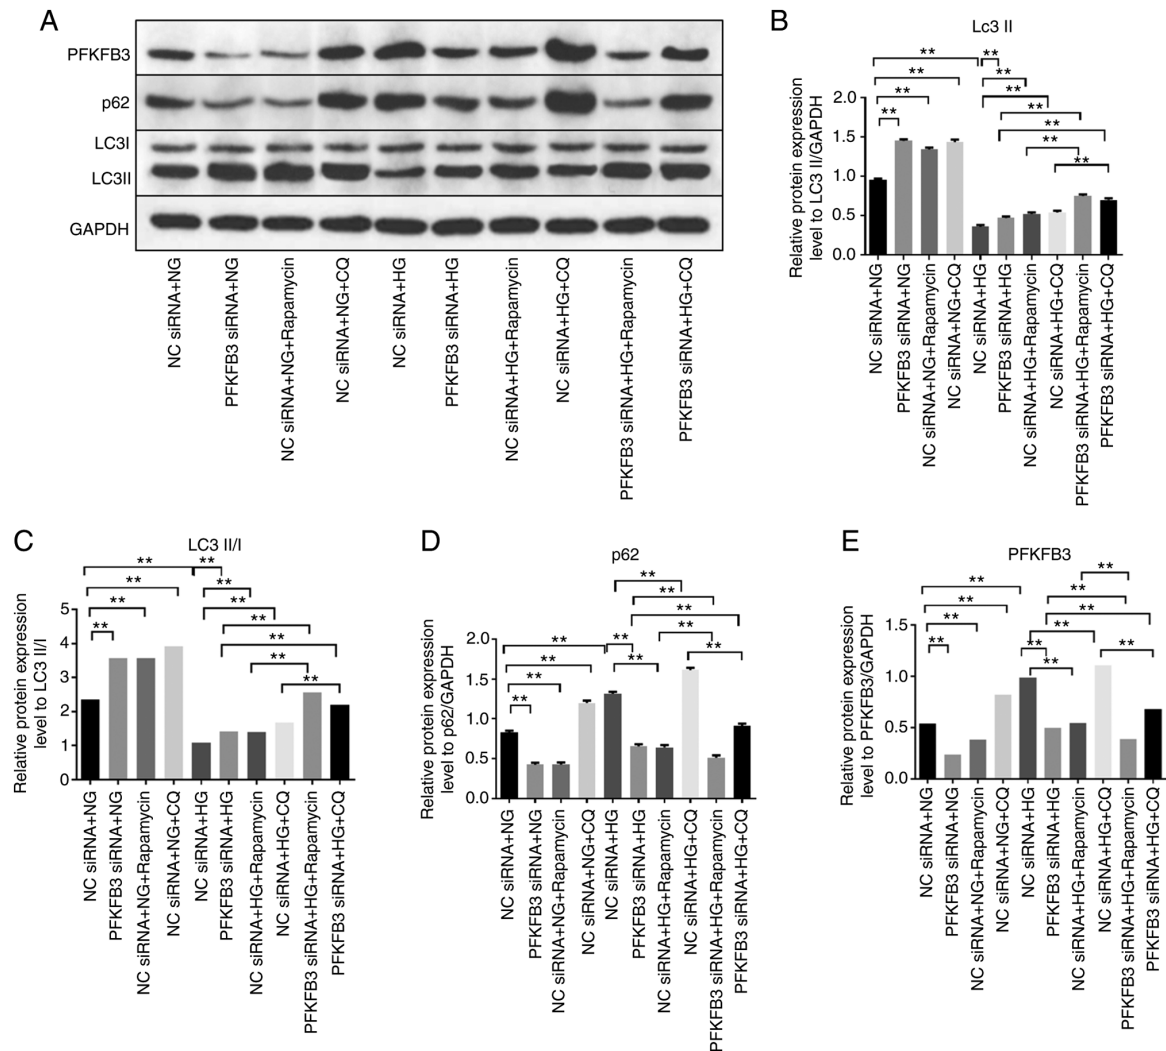 A
PFKFB3
p62
LC3I
LC3II
GAPDH
NC siRNA+NG
PFKFB3 siRNA+NG
NC siRNA+NG+Rapamycin
NC siRNA+NG+CQ
NC siRNA+HG
PFKFB3 siRNA+HG
NC siRNA+HG+Rapamycin
NC siRNA+HG+CQ
PFKFB3 siRNA+HG+Rapamycin
PFKFB3 siRNA+HG+CQ
B
Lc3 II
Relative protein expression
level to LC3 II/GAPDH
2.0
1.5
1.0
0.5
0.0
**
**
**
**
**
**
**
**
**
**
**
NC siRNA+NG
PFKFB3 siRNA+NG
NC siRNA+NG+Rapamycin
NC siRNA+NG+CQ
NC siRNA+HG
PFKFB3 siRNA+HG
NC siRNA+HG+Rapamycin
NC siRNA+HG+CQ
PFKFB3 siRNA+HG+Rapamycin
PFKFB3 siRNA+HG+CQ
C
LC3 II/I
Relative protein expression
level to LC3 II/I
5
4
3
2
1
0
**
**
**
**
**
**
**
**
**
**
**
NC siRNA+NG
PFKFB3 siRNA+NG
NC siRNA+NG+Rapamycin
NC siRNA+NG+CQ
NC siRNA+HG
PFKFB3 siRNA+HG
NC siRNA+HG+Rapamycin
NC siRNA+HG+CQ
PFKFB3 siRNA+HG+Rapamycin
PFKFB3 siRNA+HG+CQ
D
p62
Relative protein expression
level to p62/GAPDH
2.0
1.5
1.0
0.5
0.0
**
**
**
**
**
**
**
**
**
**
**
NC siRNA+NG
PFKFB3 siRNA+NG
NC siRNA+NG+Rapamycin
NC siRNA+NG+CQ
NC siRNA+HG
PFKFB3 siRNA+HG
NC siRNA+HG+Rapamycin
NC siRNA+HG+CQ
PFKFB3 siRNA+HG+Rapamycin
PFKFB3 siRNA+HG+CQ
E
PFKFB3
Relative protein expression
level to PFKFB3/GAPDH
1.5
1.0
0.5
0.0
**
**
**
**
**
**
**
**
**
**
**
NC siRNA+NG
PFKFB3 siRNA+NG
NC siRNA+NG+Rapamycin
NC siRNA+NG+CQ
NC siRNA+HG
PFKFB3 siRNA+HG
NC siRNA+HG+Rapamycin
NC siRNA+HG+CQ
PFKFB3 siRNA+HG+Rapamycin
PFKFB3 siRNA+HG+CQ